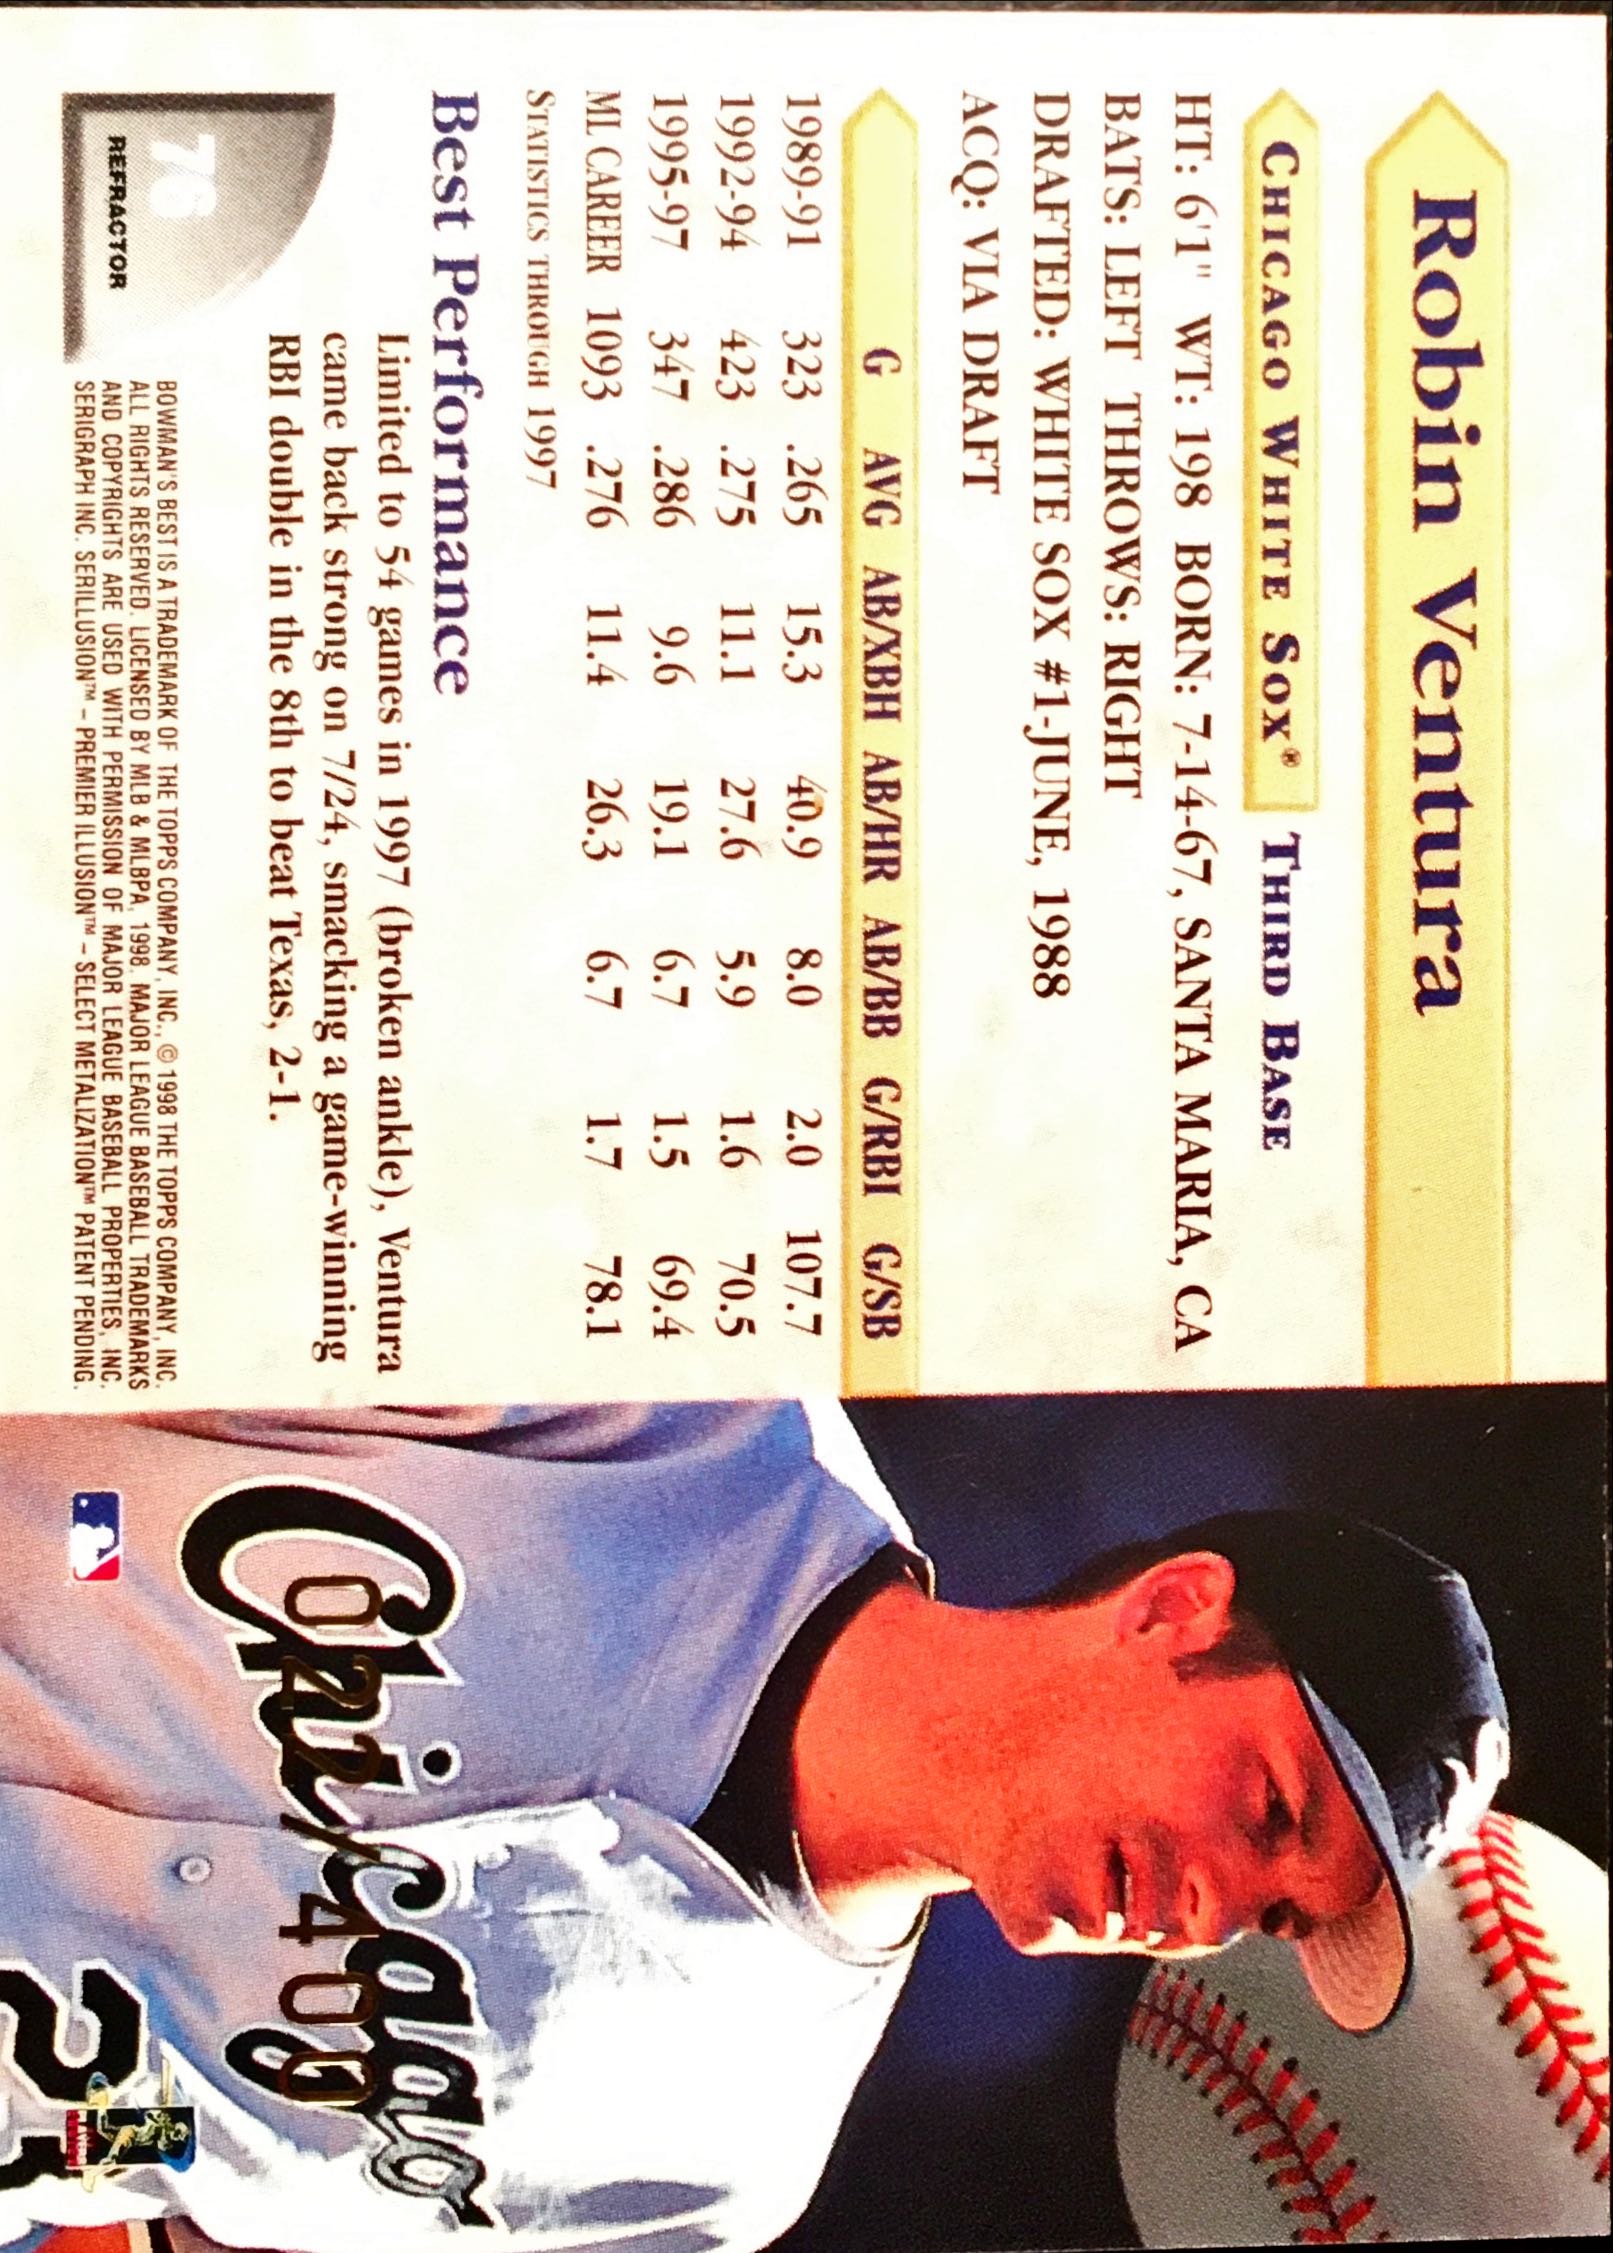 Robin Ventura
CHICAGO WHITE SOX® THIRD BASE
HT: 6'1" WT: 198 BORN: 7-14-67, SANTA MARIA, CA
BATS: LEFT THROWS: RIGHT
DRAFTED: WHITE SOX #1-JUNE, 1988
ACQ: VIA DRAFT
G AVG AB/XBH AB/HR AB/BB G/RBI G/SB
1989-91 323 .265 15.3 40.9 8.0 2.0 107.7
1992-94 423 .275 11.1 27.6 5.9 1.6 70.5
1995-97 347 .286 9.6 19.1 6.7 1.5 69.4
ML CAREER 1093 .276 11.4 26.3 6.7 1.7 78.1
STATISTICS THROUGH 1997
Best Performance
Limited to 54 games in 1997 (broken ankle), Ventura
came back strong on 7/24, smacking a game-winning
RBI double in the 8th to beat Texas, 2-1.
76
REFRACTOR
BOWMAN'S BEST IS A TRADEMARK OF THE TOPPS COMPANY, INC., © 1998 THE TOPPS COMPANY, INC.
ALL RIGHTS RESERVED. LICENSED BY MLB & MLBPA, 1998. MAJOR LEAGUE BASEBALL TRADEMARKS
AND COPYRIGHTS ARE USED WITH PERMISSION OF MAJOR LEAGUE BASEBALL PROPERTIES, INC.
SERIGRAPH INC. SERILLUSION™ – PREMIER ILLUSION™ – SELECT METALIZATION™ PATENT PENDING.
Chicago
027/400
2